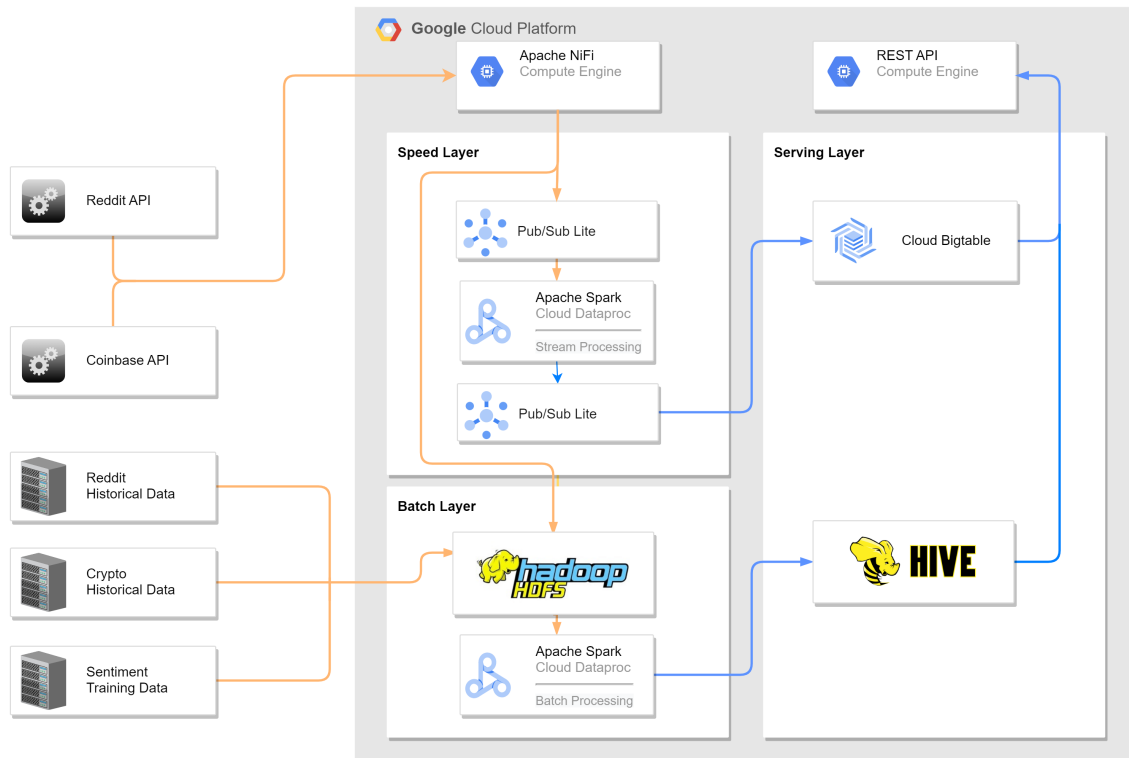 Google Cloud Platform
Apache NiFi
Compute Engine
REST API
Compute Engine
Speed Layer
Serving Layer
Reddit API
Pub/Sub Lite
Cloud Bigtable
Apache Spark
Cloud Dataproc
Stream Processing
Coinbase API
Pub/Sub Lite
Reddit
Historical Data
Batch Layer
Crypto
Historical Data
hadoop
HDFS
HIVE
Sentiment
Training Data
Apache Spark
Cloud Dataproc
Batch Processing